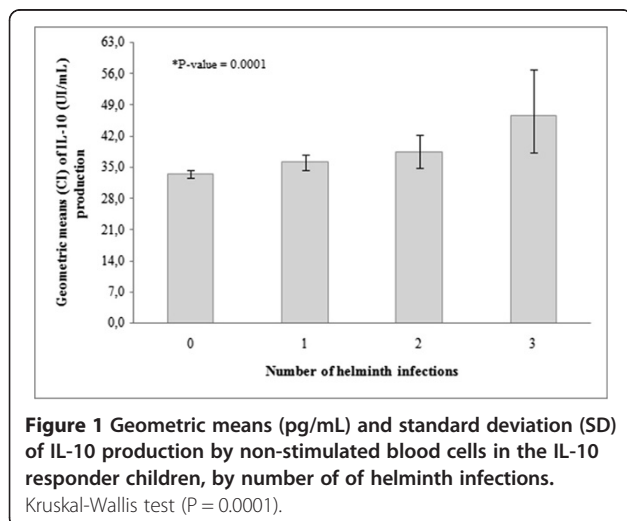 63,0
*P-value = 0.0001
56,0
49,0
42,0
35,0
28,0
21,0
14,0
7,0
0,0
Geometric means (CI) of IL-10 (UI/mL)
production
0 1 2 3
Number of helminth infections
Figure 1 Geometric means (pg/mL) and standard deviation (SD)
of IL-10 production by non-stimulated blood cells in the IL-10
responder children, by number of of helminth infections.
Kruskal-Wallis test (P = 0.0001).